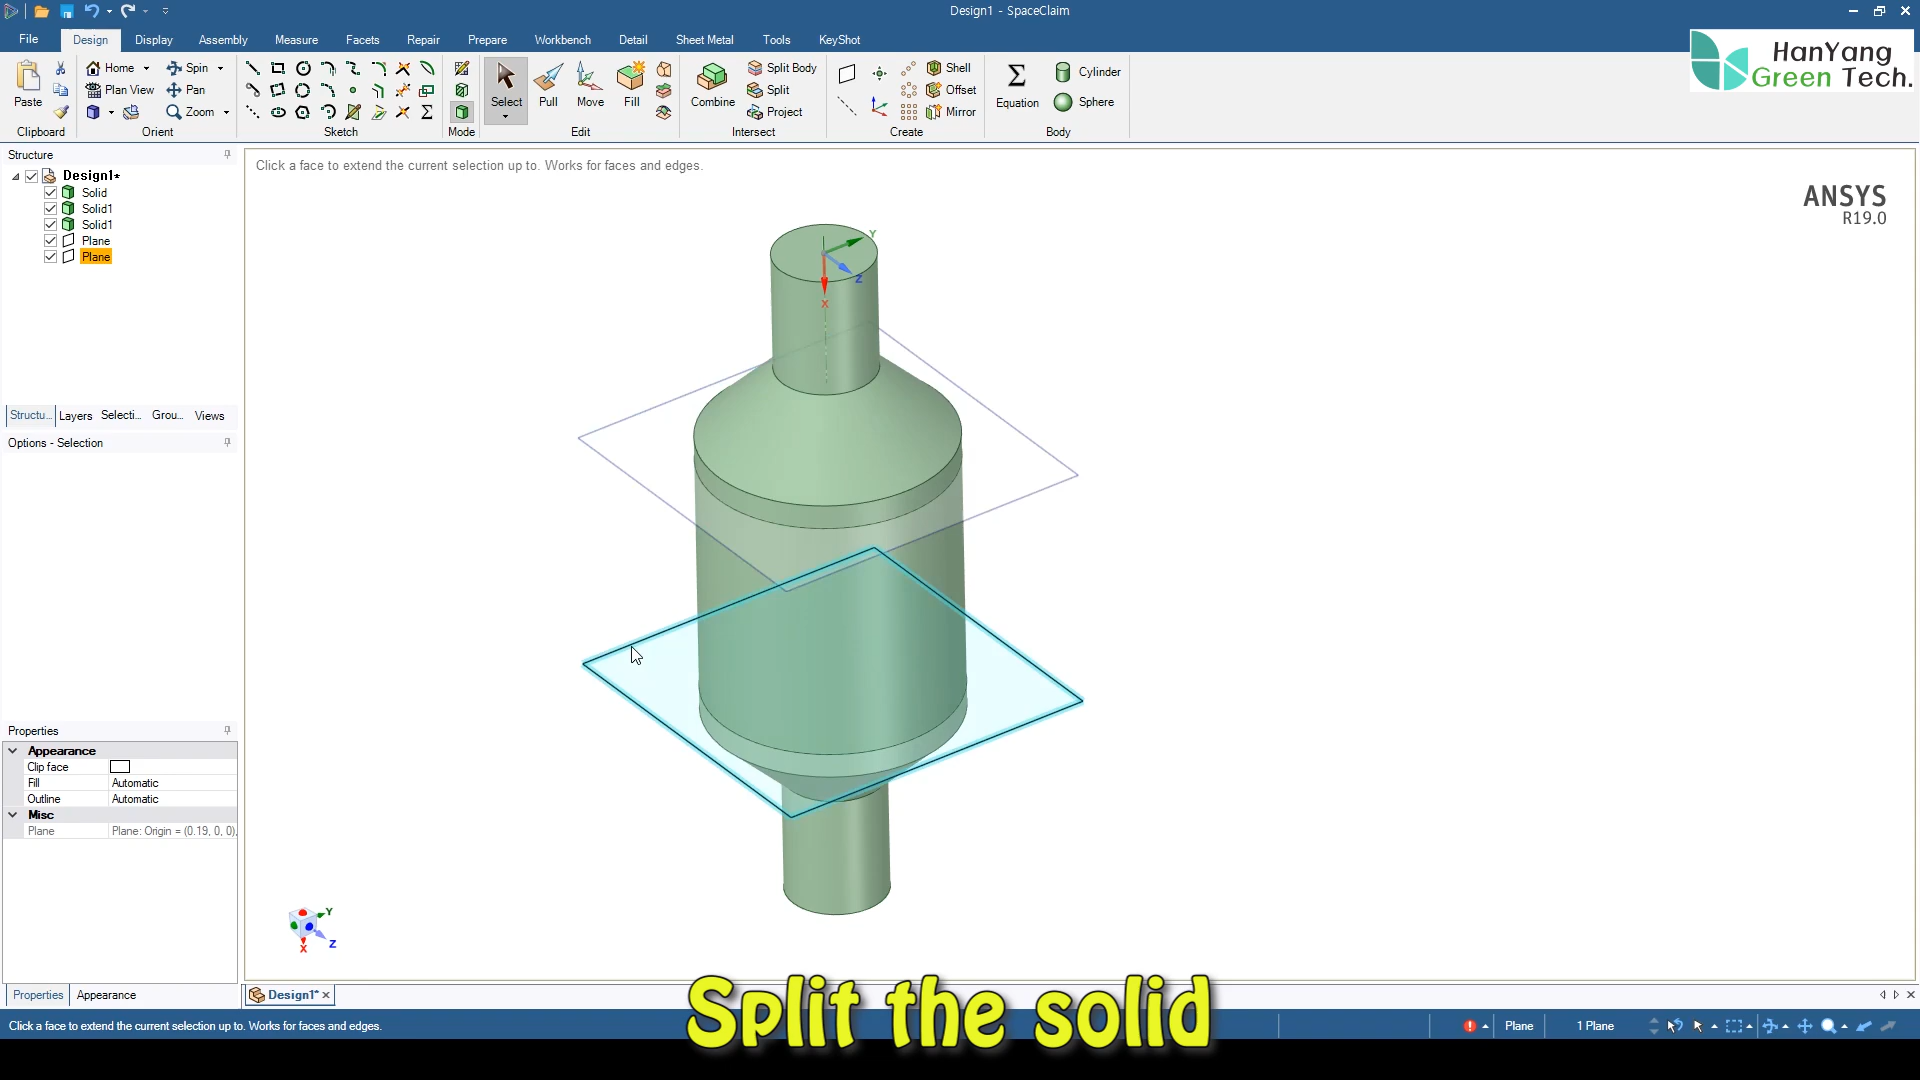 Design1 - SpaceClaim
File
Design
Display
Assembly
Measure
Facets
Repair
Prepare
Workbench
Detail
Sheet Metal
Tools
KeyShot
HanYang
Green Tech.
Paste
Clipboard
Home
Plan View
Spin
Pan
Zoom
Orient
Sketch
Mode
Select
Pull
Move
Fill
Edit
Combine
Split Body
Split
Project
Intersect
Shell
Offset
Mirror
Create
Equation
Cylinder
Sphere
Body
Structure
Design1*
Solid
Solid1
Solid1
Plane
Plane
Structu...
Layers
Selecti...
Grou...
Views
Options - Selection
Properties
Appearance
Clip face
Fill Automatic
Outline Automatic
Misc
Plane Plane: Origin = (0.19, 0, 0),
Properties
Appearance
Click a face to extend the current selection up to. Works for faces and edges.
ANSYS
R19.0
Y
Z
X
Y
Z
X
Design1*
Split the solid
Click a face to extend the current selection up to. Works for faces and edges.
Plane
1 Plane